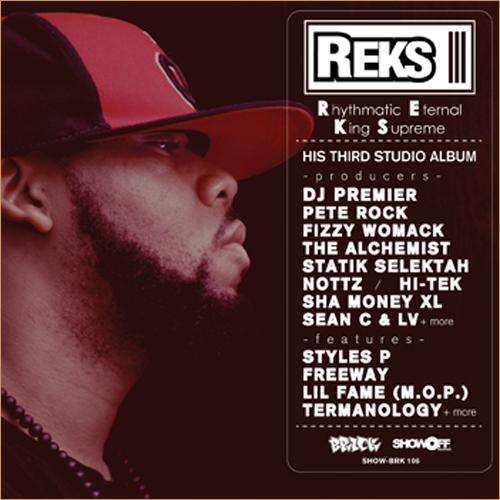 REKS III
Rhythmatic Eternal
King Supreme
HIS THIRD STUDIO ALBUM
-producers-
DJ PREMIER
PETE ROCK
FIZZY WOMACK
THE ALCHEMIST
STATIK SELEKTAH
NOTTZ / HI-TEK
SHA MONEY XL
SEAN C & LV + more
-features-
STYLES P
FREEWAY
LIL FAME (M.O.P.)
TERMANOLOGY + more
BRICK SHOWOFF
SHOW-BRK 106